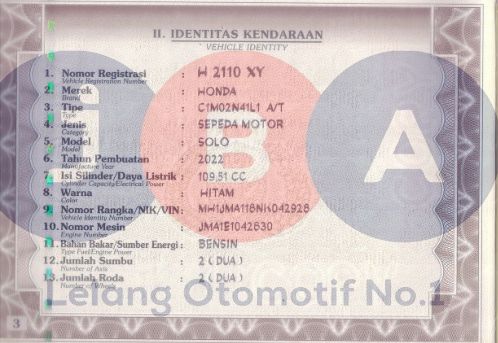 II. IDENTITAS KENDARAAN
VEHICLE IDENTITY
1. Nomor Registrasi : W 2110 XY
Vehicle Registration Number
2. Merek : HONDA
Brand
3. Tipe : C1M02N41L1 A/T
Type
4. Jenis : SEPEDA MOTOR
Category
5. Model : SOLO
Model
6. Tahun Pembuatan : 2022
Manufacture Year
7. Isi Silinder/Daya Listrik : 109,51 CC
Cylinder Capacity/Electrical Power
8. Warna : HITAM
Color
9. Nomor Rangka/NIK/VIN : MH1JMA118NK042928
Vehicle Identity Number
10. Nomor Mesin : JMA1E1042630
Engine Number
11. Bahan Bakar/Sumber Energi : BENSIN
Type Fuel/Engine Power
12. Jumlah Sumbu : 2 ( DUA )
Number of Axis
13. Jumlah Roda : 2 ( DUA )
Number of Wheels
iBA
Lelang Otomotif No.1
3